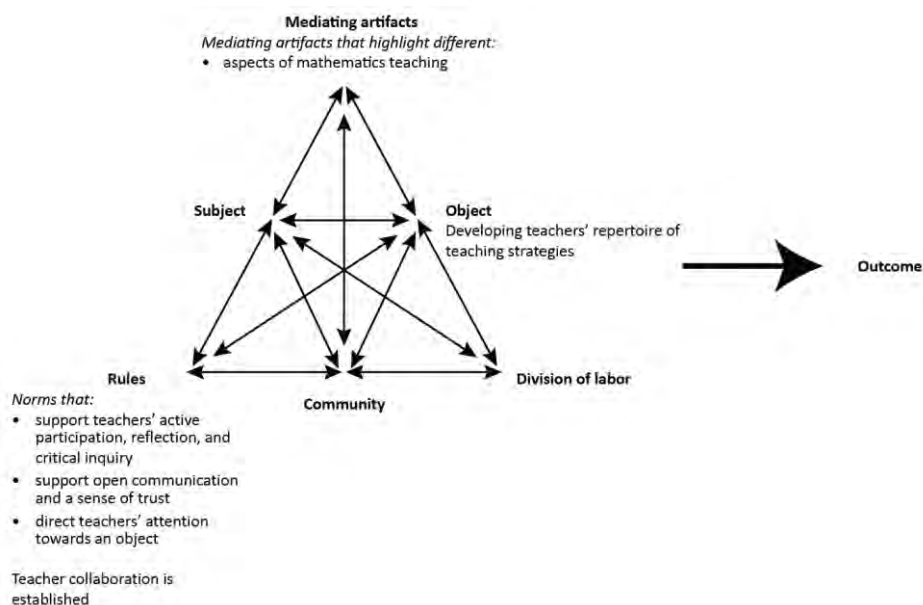 Mediating artifacts
Mediating artifacts that highlight different:
• aspects of mathematics teaching
Subject
Object
Developing teachers' repertoire of
teaching strategies
Outcome
Rules
Community
Division of labor
Norms that:
• support teachers' active
participation, reflection, and
critical inquiry
• support open communication
and a sense of trust
• direct teachers' attention
towards an object
Teacher collaboration is
established